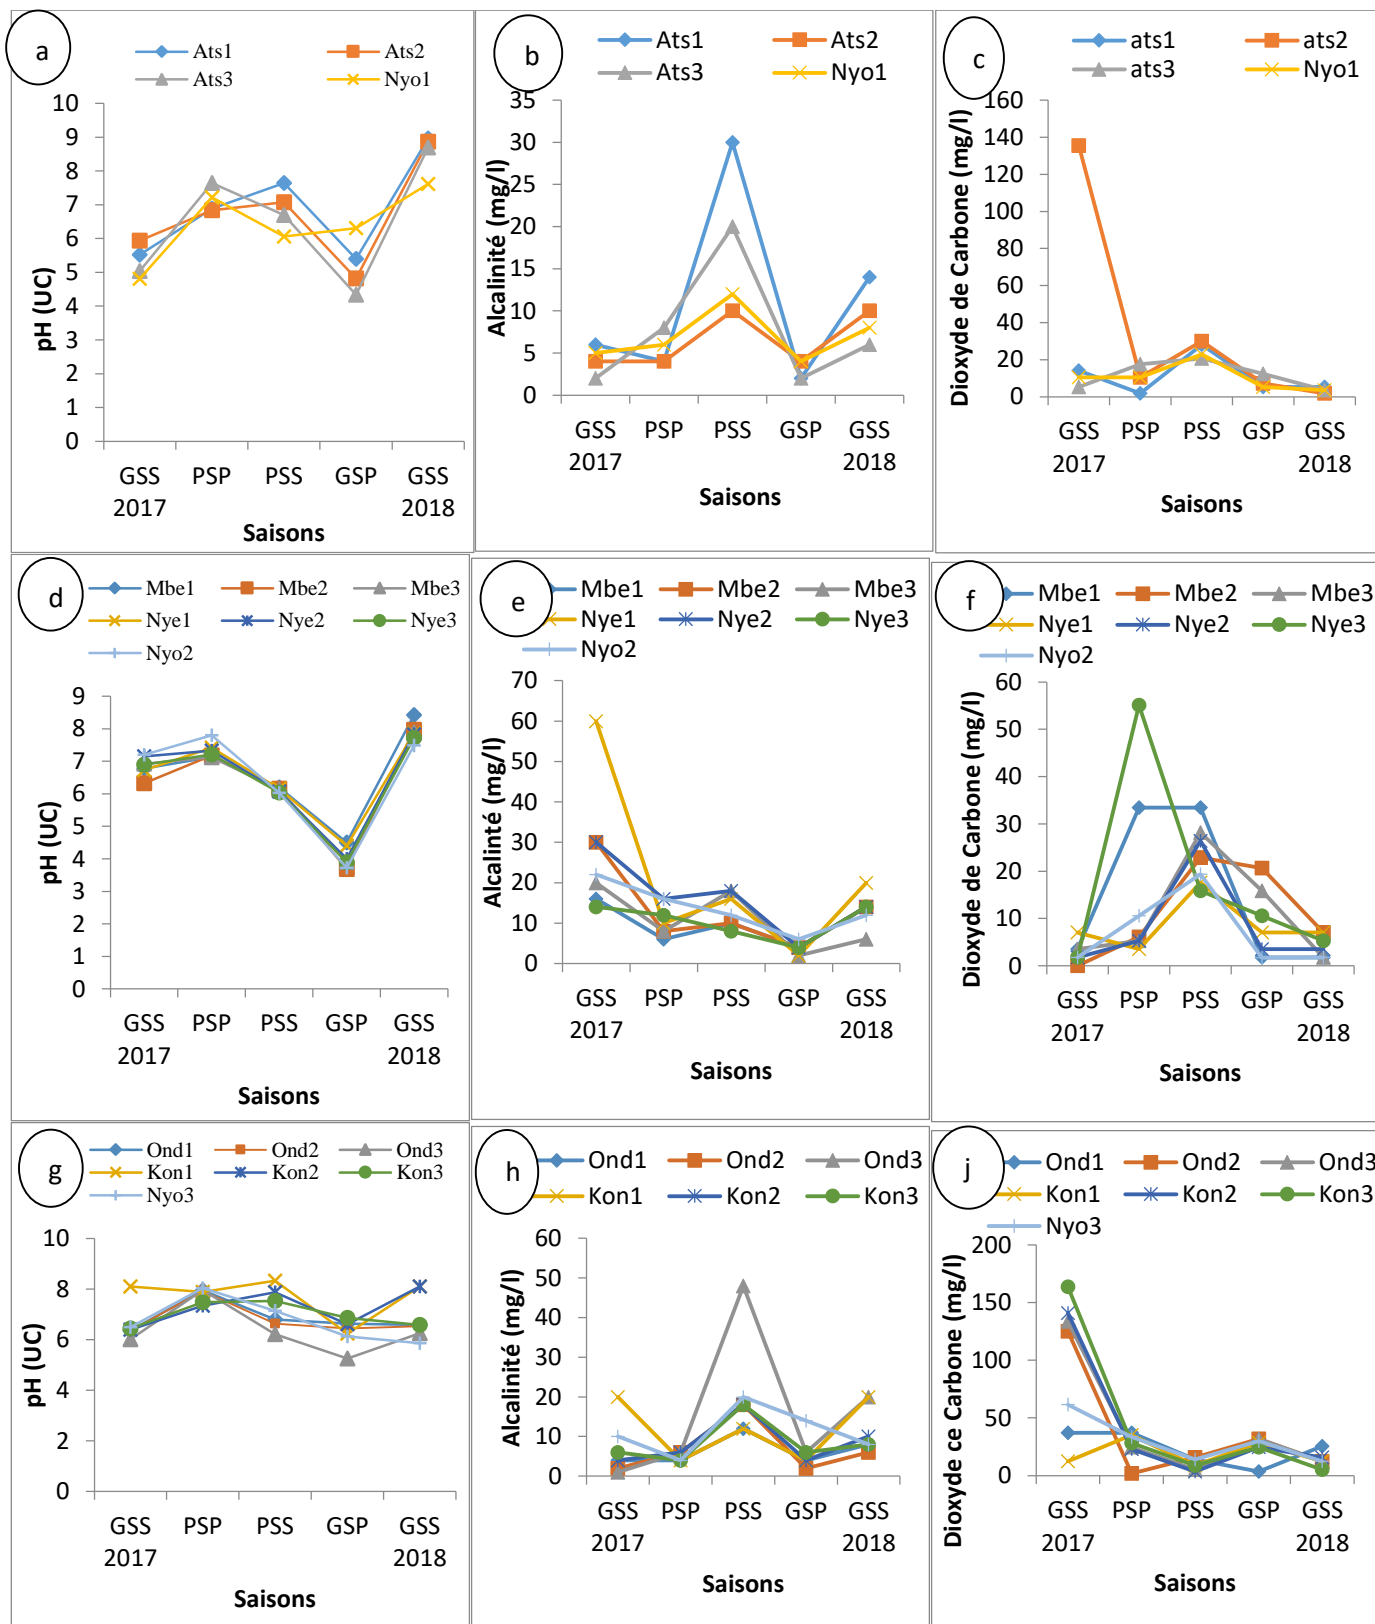 a
Ats1 Ats2
Ats3 Nyo1
10
9
8
7
6
5
4
3
2
1
0
pH (UC)
GSS PSP PSS GSP GSS
2017 2018
Saisons
b
Ats1 Ats2
Ats3 Nyo1
35
30
25
20
15
10
5
0
Alcalinité (mg/l)
GSS PSP PSS GSP GSS
2017 2018
Saisons
c
ats1 ats2
ats3 Nyo1
160
140
120
100
80
60
40
20
0
Dioxyde de Carbone (mg/l)
GSS PSP PSS GSP GSS
2017 2018
Saisons
d
Mbe1 Mbe2 Mbe3
Nye1 Nye2 Nye3
Nyo2
9
8
7
6
5
4
3
2
1
0
pH (UC)
GSS PSP PSS GSP GSS
2017 2018
Saisons
e
Mbe1 Mbe2 Mbe3
Nye1 Nye2 Nye3
Nyo2
70
60
50
40
30
20
10
0
Alcalinté (mg/l)
GSS PSP PSS GSP GSS
2017 2018
Saisons
f
Mbe1 Mbe2 Mbe3
Nye1 Nye2 Nye3
Nyo2
60
50
40
30
20
10
0
Dioxyde de Carbone (mg/l)
GSS PSP PSS GSP GSS
2017 2018
Saisons
g
Ond1 Ond2 Ond3
Kon1 Kon2 Kon3
Nyo3
10
8
6
4
2
0
pH (UC)
GSS PSP PSS GSP GSS
2017 2018
Saisons
h
Ond1 Ond2 Ond3
Kon1 Kon2 Kon3
60
50
40
30
20
10
0
Alcalinité (mg/l)
GSS PSP PSS GSP GSS
2017 2018
Saisons
j
Ond1 Ond2 Ond3
Kon1 Kon2 Kon3
Nyo3
200
150
100
50
0
Dioxyde ce Carbone (mg/l)
GSS PSP PSS GSP GSS
2017 2018
Saisons